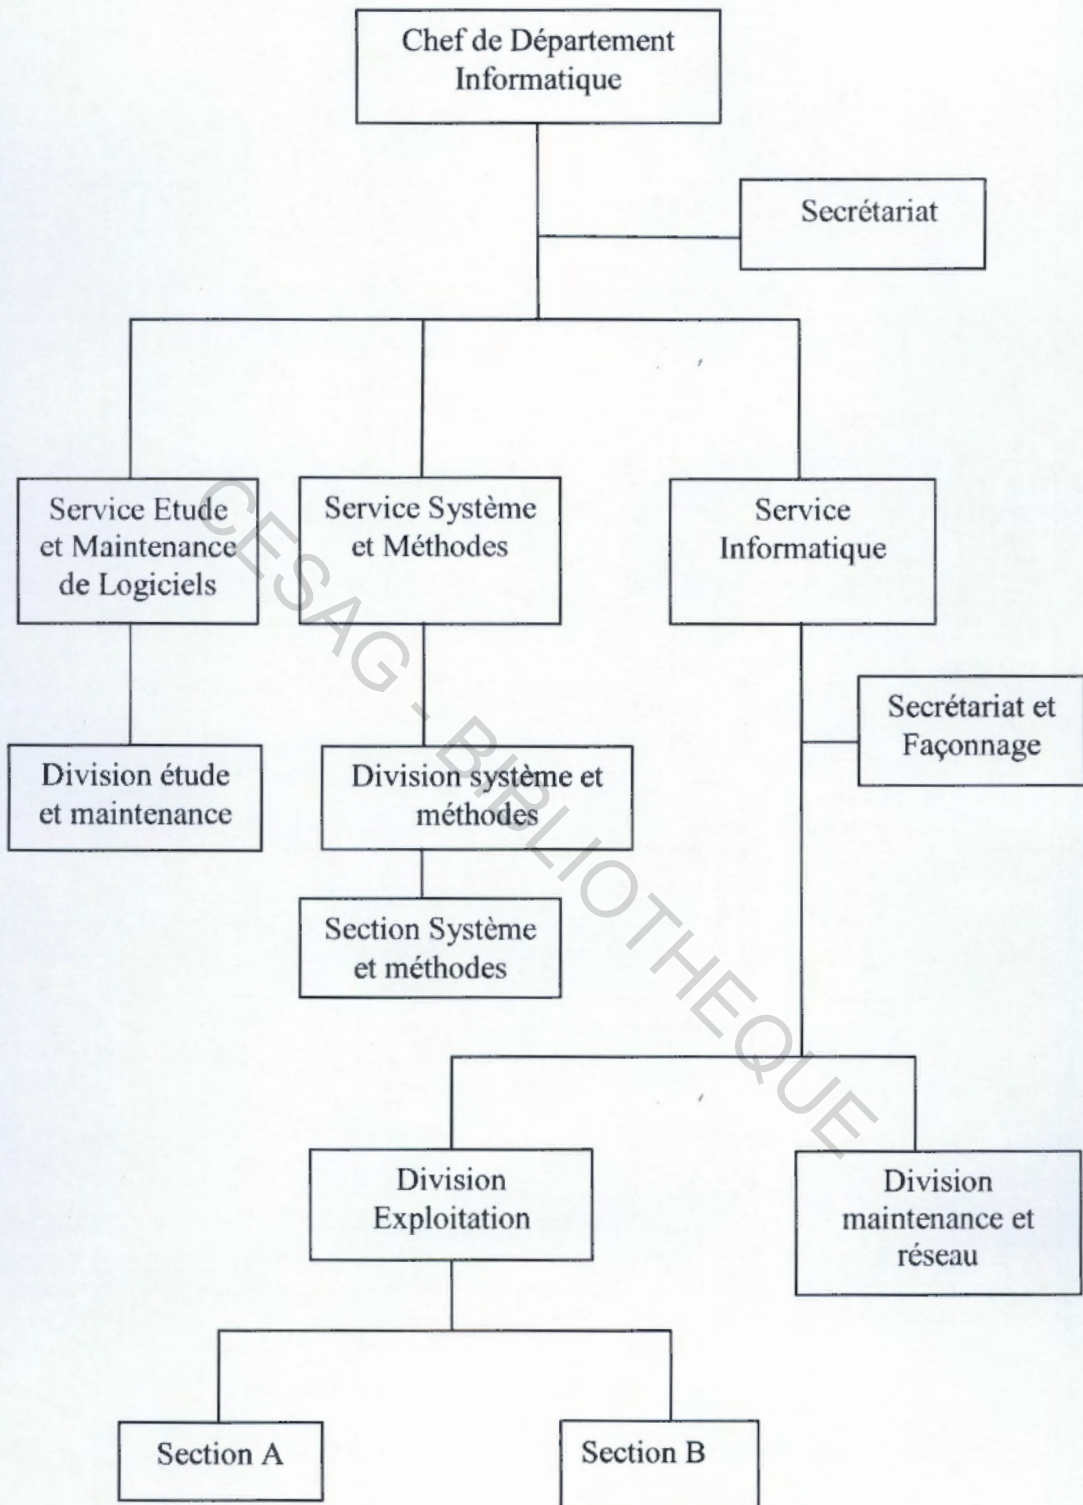 Chef de Département
Informatique
Secrétariat
Service Etude
et Maintenance
de Logiciels
Service Système
et Méthodes
Service
Informatique
Secrétariat et
Façonnage
Division étude
et maintenance
Division système et
méthodes
Section Système
et méthodes
Division
Exploitation
Division
maintenance et
réseau
Section A
Section B
CESAG - BIBLIOTHEQUE